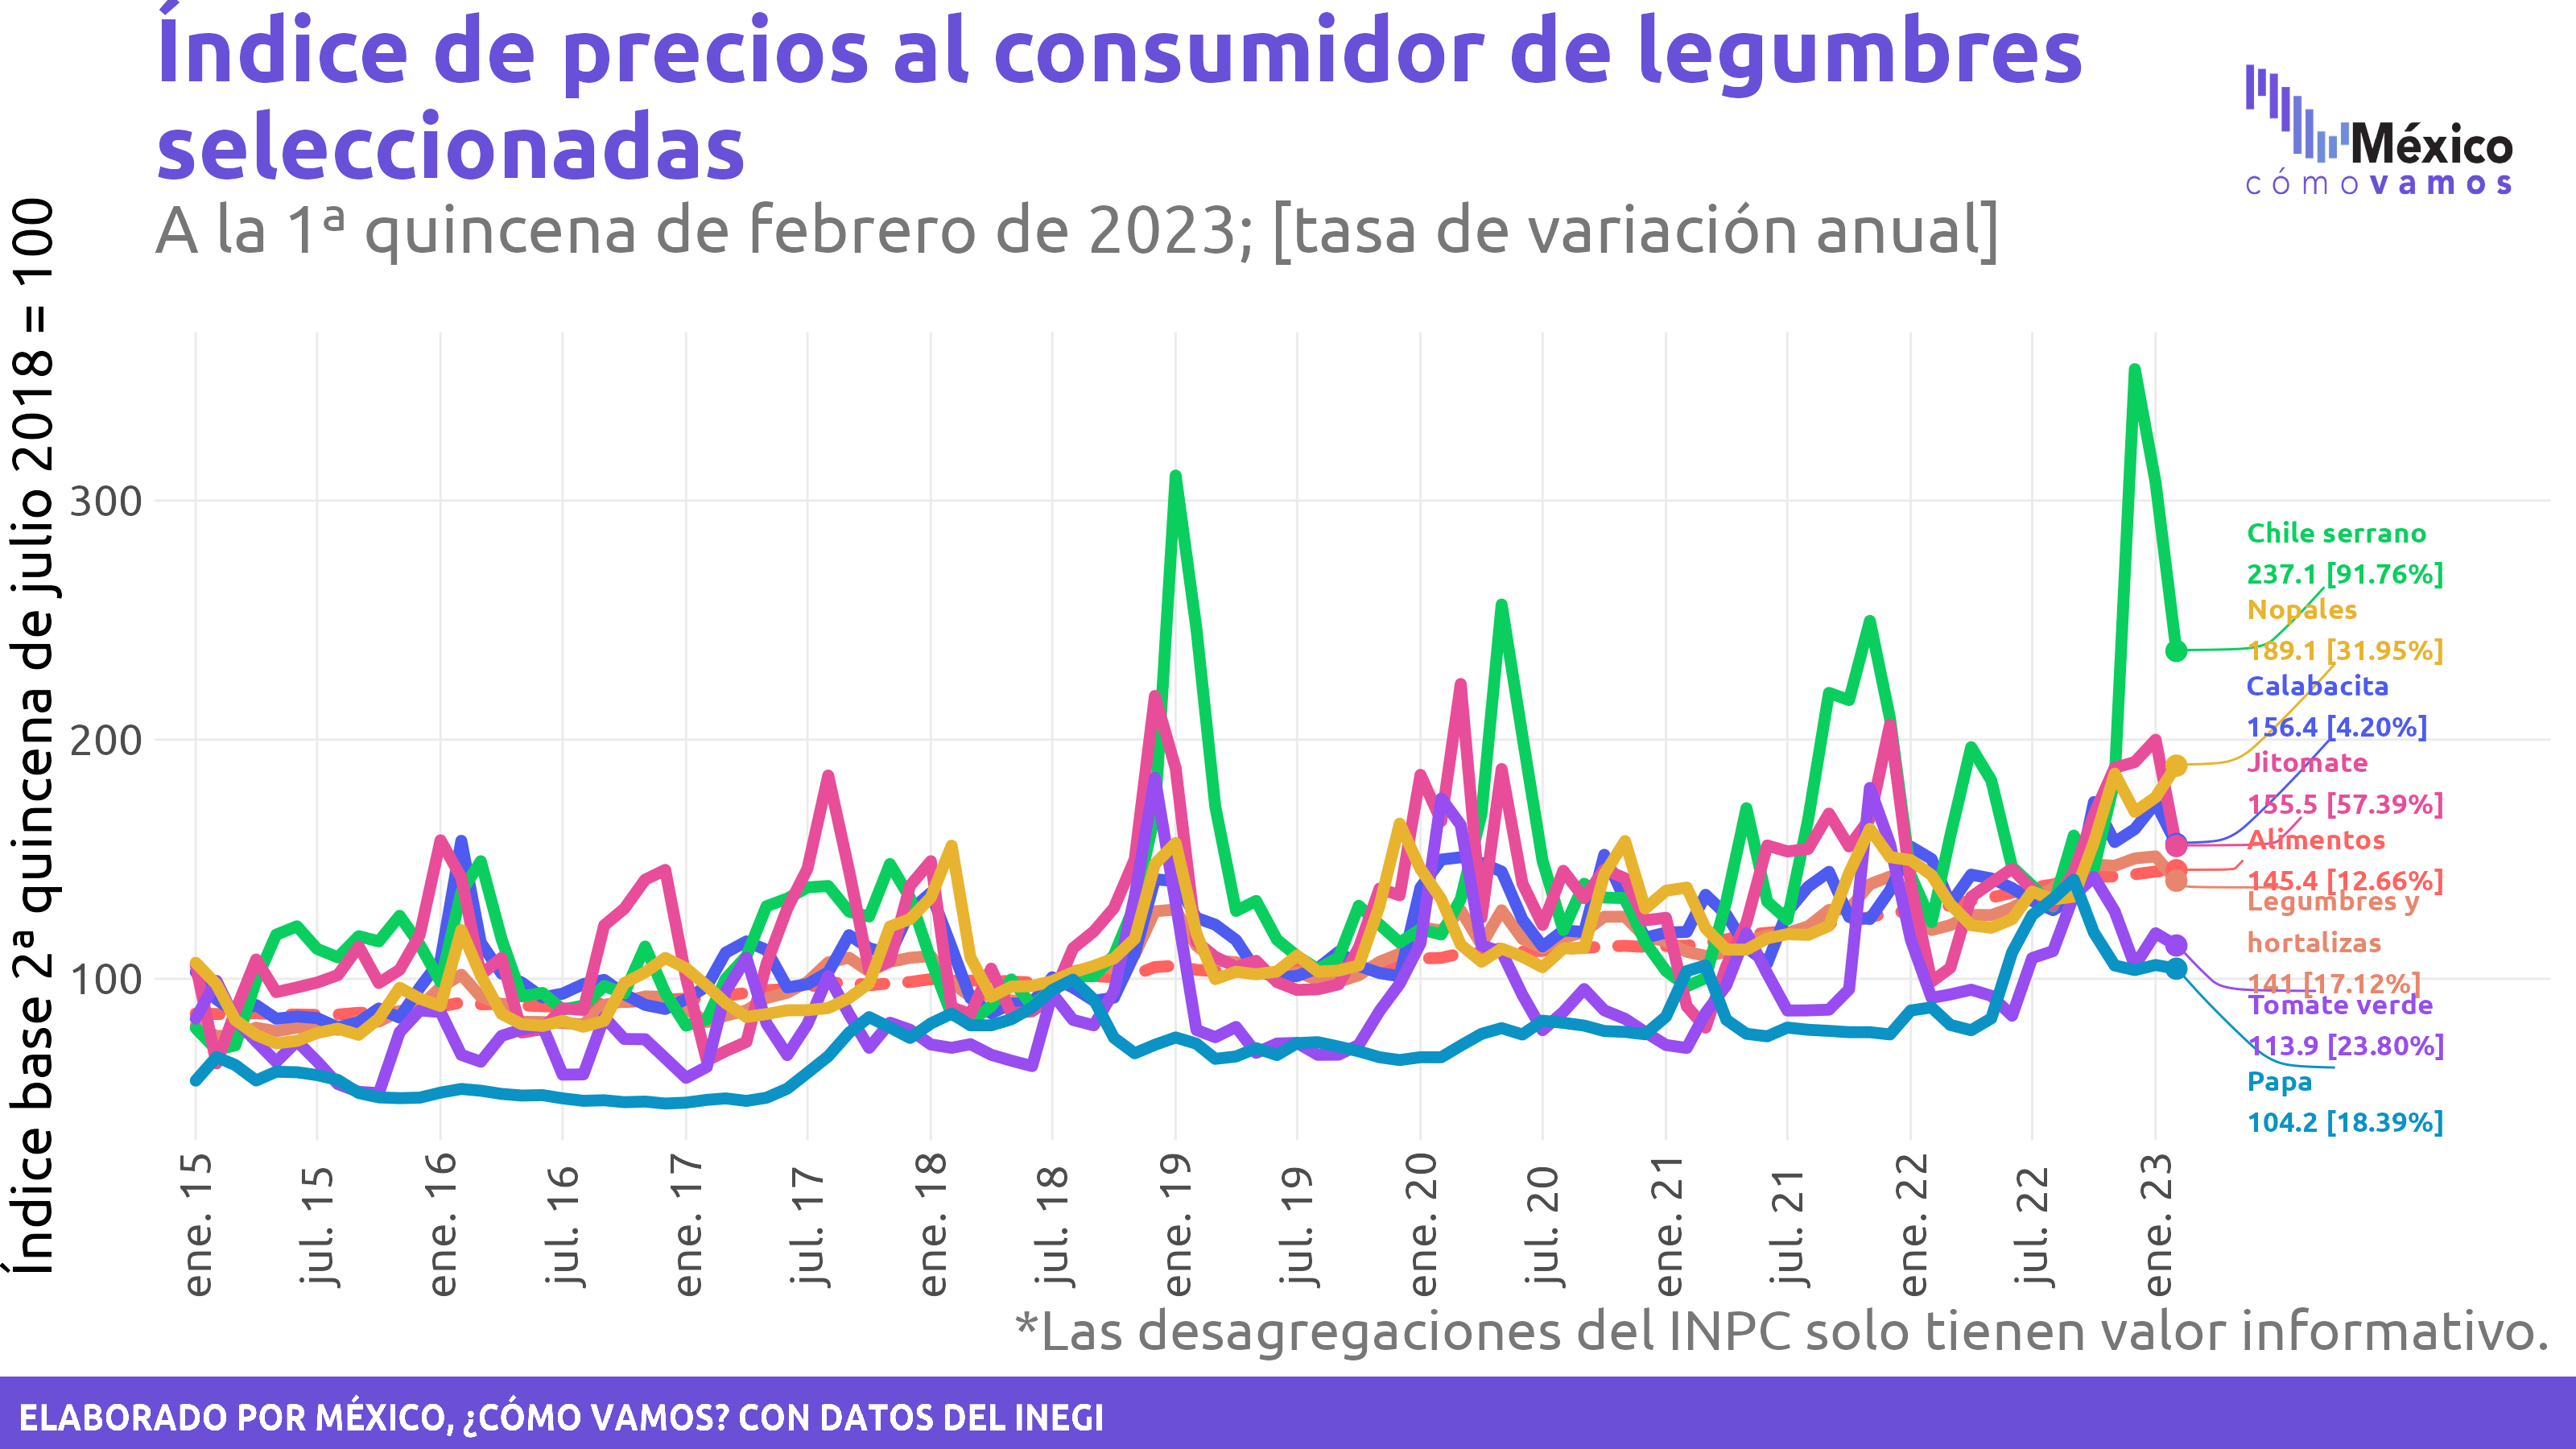 Índice de precios al consumidor de legumbres
seleccionadas
A la 1ª quincena de febrero de 2023; [tasa de variación anual]
México
cómo vamos
Índice base 2ª quincena de julio 2018 = 100
300
200
100
Chile serrano
237.1 [91.76%]
Nopales
189.1 [31.95%]
Calabacita
156.4 [4.20%]
Jitomate
155.5 [57.39%]
Alimentos
145.4 [12.66%]
Legumbres y
hortalizas
141 [17.12%]
Tomate verde
113.9 [23.80%]
Papa
104.2 [18.39%]
ene. 15
jul. 15
ene. 16
jul. 16
ene. 17
jul. 17
ene. 18
jul. 18
ene. 19
jul. 19
ene. 20
jul. 20
ene. 21
jul. 21
ene. 22
jul. 22
ene. 23
*Las desagregaciones del INPC solo tienen valor informativo.
ELABORADO POR MÉXICO, ¿CÓMO VAMOS? CON DATOS DEL INEGI